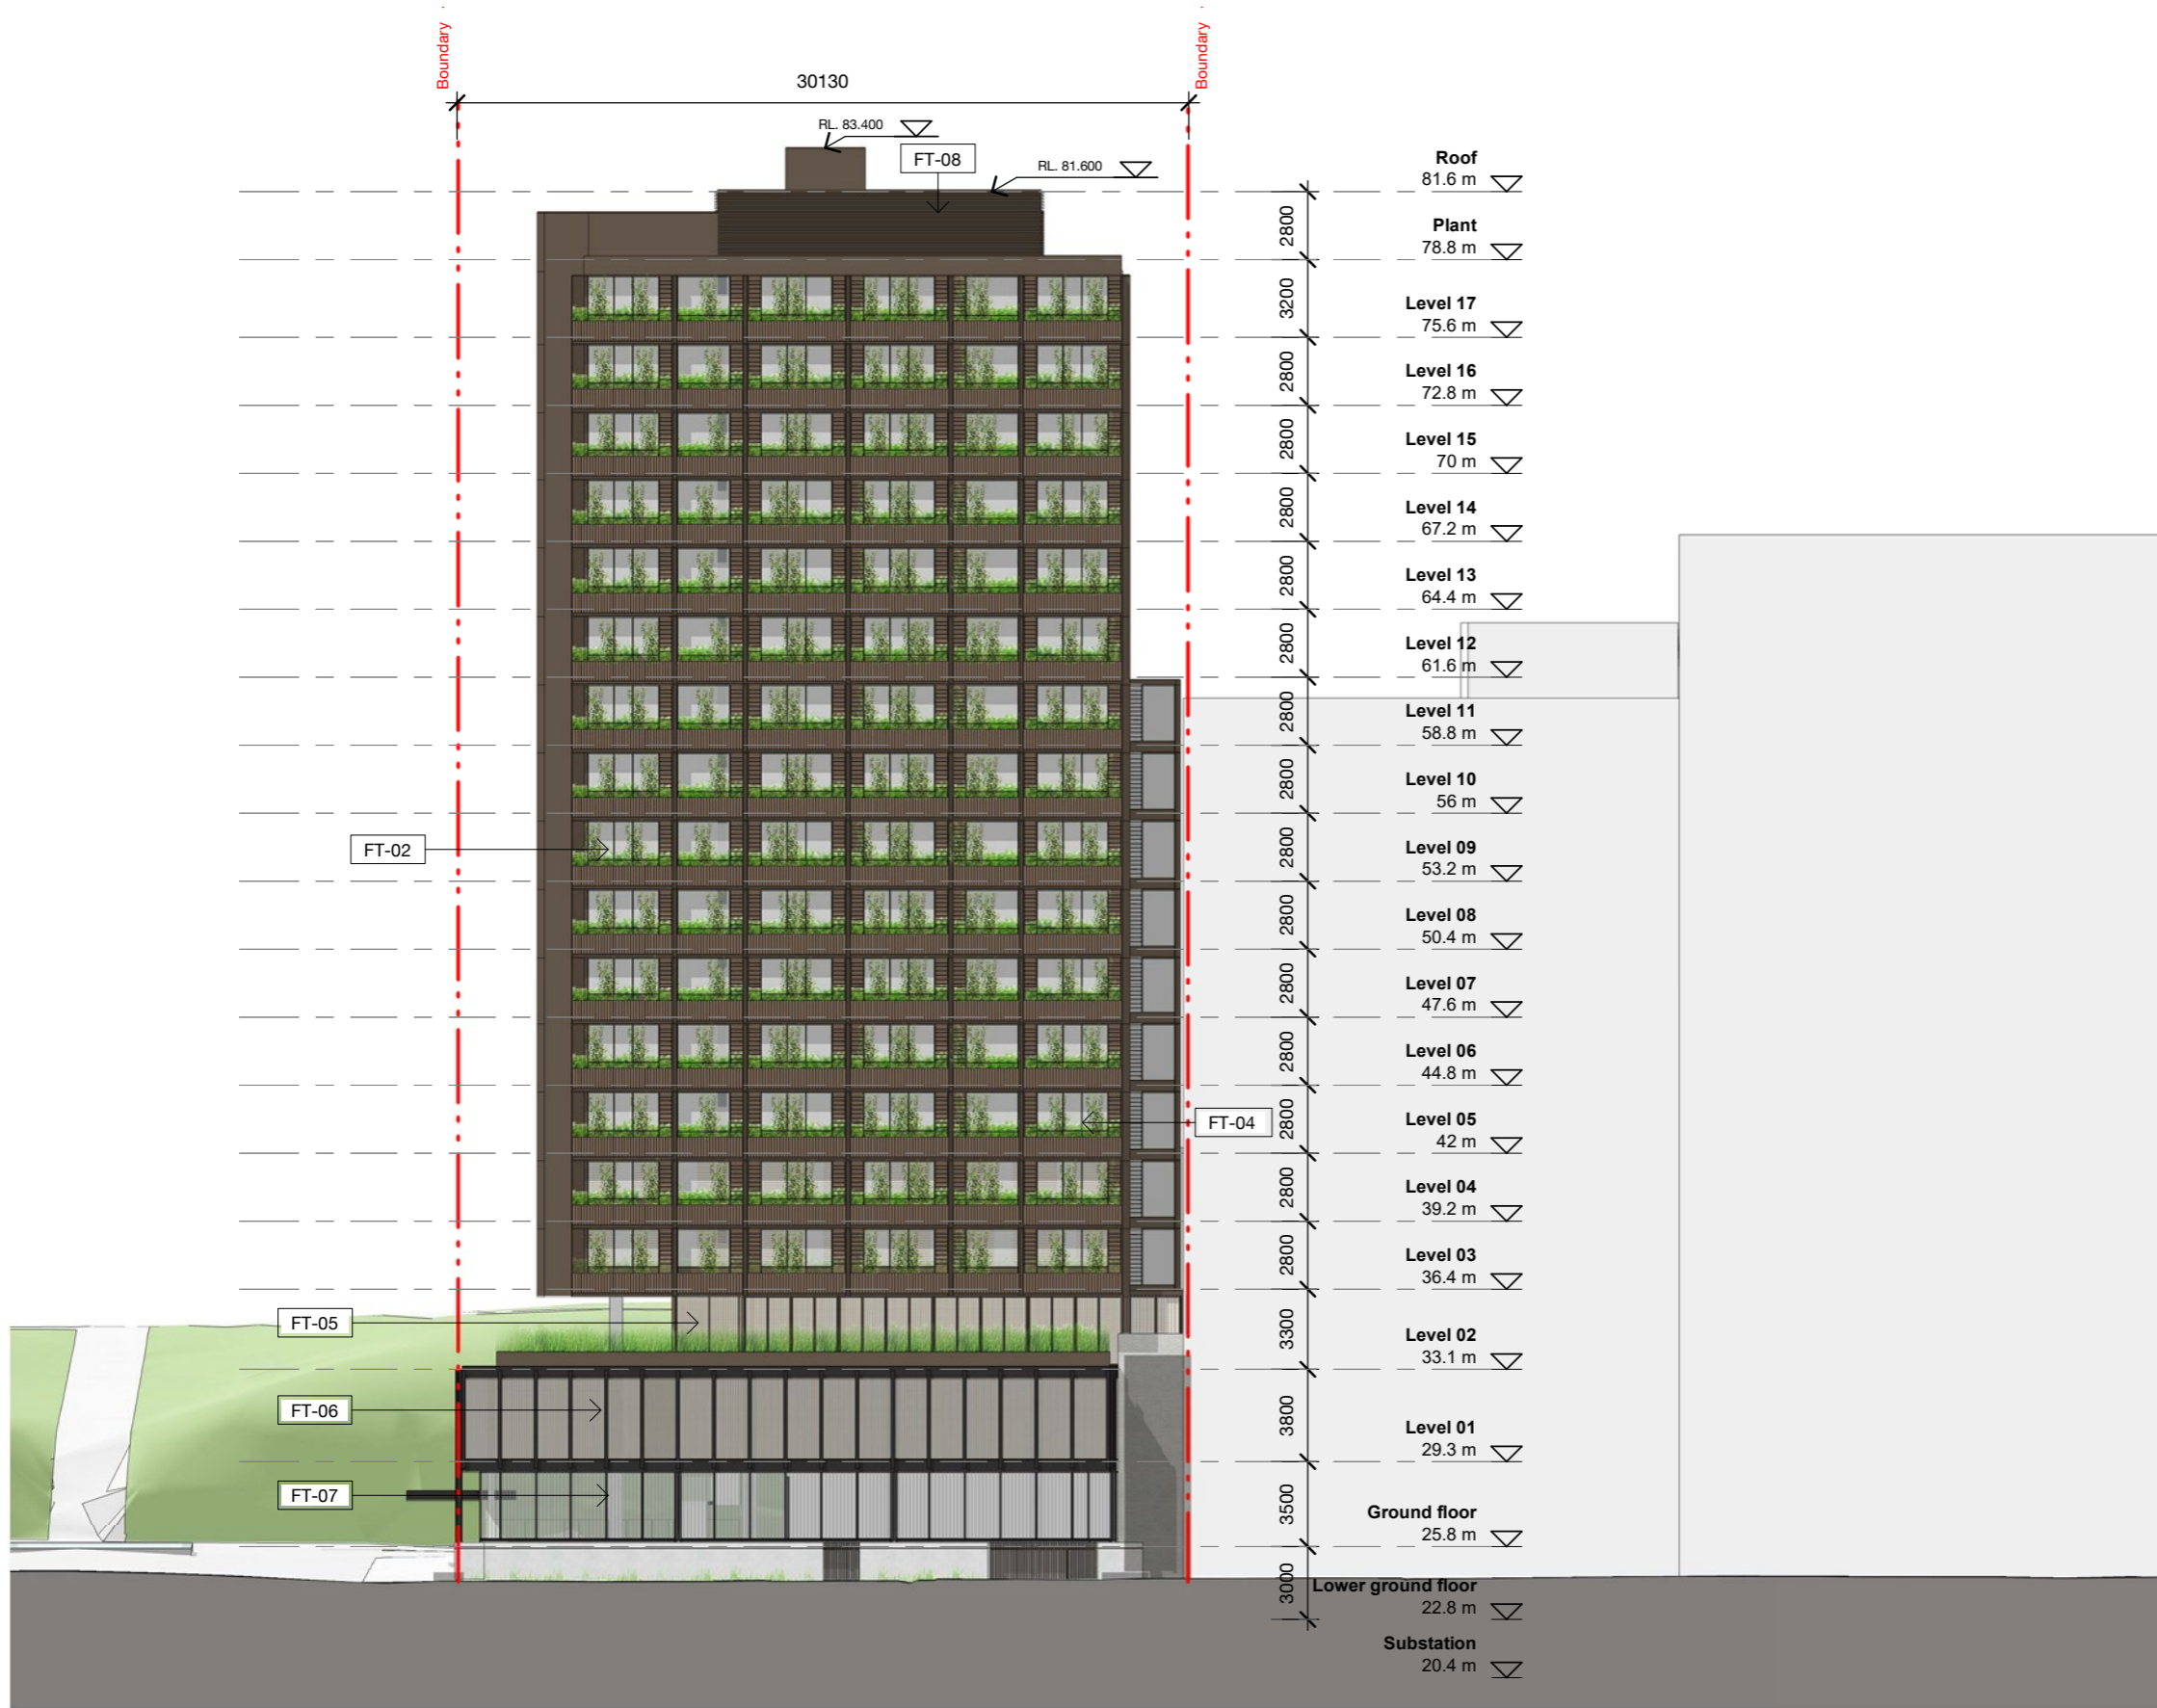 Boundary
Boundary
30130
RL. 83.400
FT-08
RL. 81.600
Roof
81.6 m
2800
Plant
78.8 m
3200
Level 17
75.6 m
2800
Level 16
72.8 m
2800
Level 15
70 m
2800
Level 14
67.2 m
2800
Level 13
64.4 m
2800
Level 12
61.6 m
2800
Level 11
58.8 m
2800
Level 10
56 m
FT-02
2800
Level 09
53.2 m
2800
Level 08
50.4 m
2800
Level 07
47.6 m
2800
Level 06
44.8 m
FT-04
2800
Level 05
42 m
2800
Level 04
39.2 m
2800
Level 03
36.4 m
FT-05
3300
Level 02
33.1 m
FT-06
3800
Level 01
29.3 m
FT-07
3500
Ground floor
25.8 m
3000
Lower ground floor
22.8 m
Substation
20.4 m